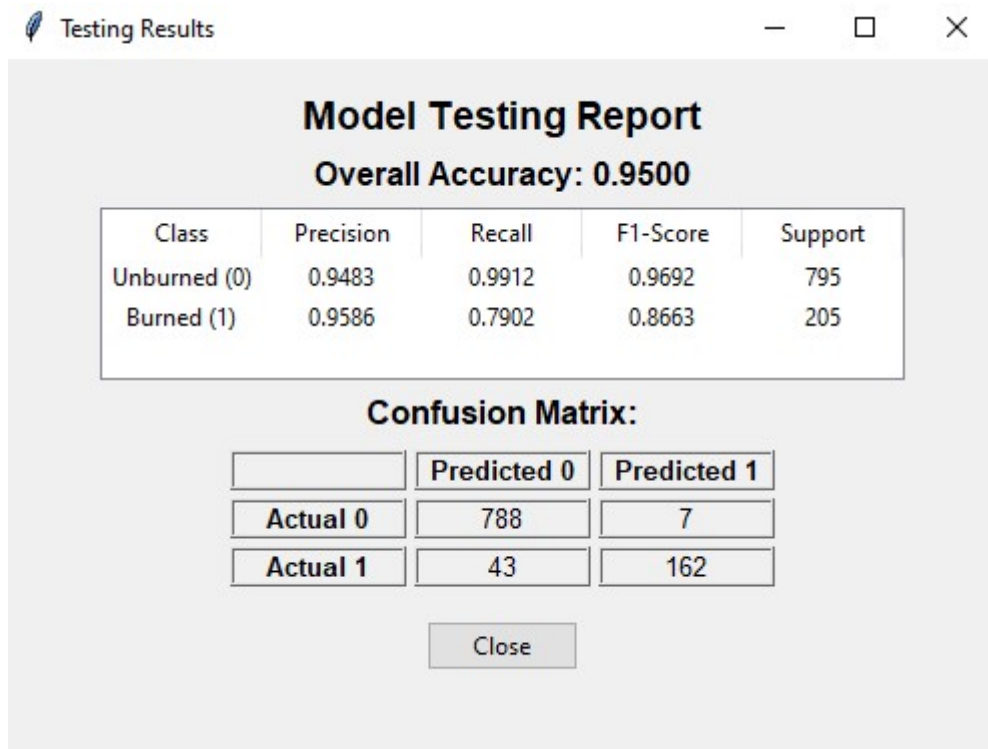 Testing Results
Model Testing Report
Overall Accuracy: 0.9500
Class Precision Recall F1-Score Support
Unburned (0) 0.9483 0.9912 0.9692 795
Burned (1) 0.9586 0.7902 0.8663 205
Confusion Matrix:
Predicted 0 Predicted 1
Actual 0 788 7
Actual 1 43 162
Close